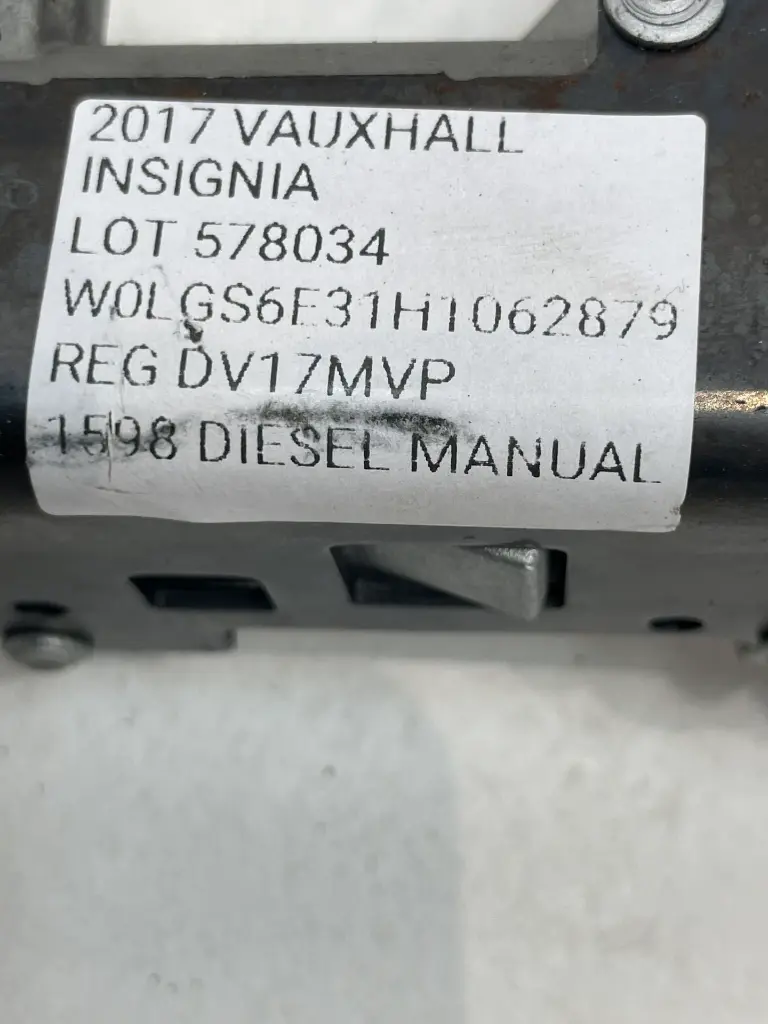 2017 VAUXHALL
INSIGNIA
LOT 578034
W0LGS6E31H1062879
REG DV17MVP
1598 DIESEL MANUAL